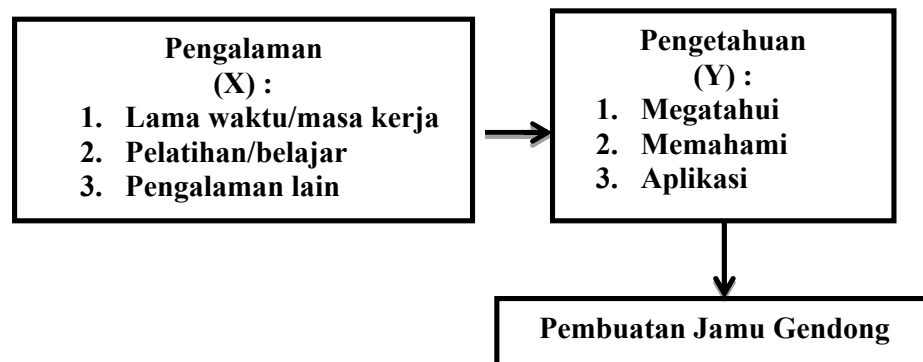 Pengalaman
(X) :
1. Lama waktu/masa kerja
2. Pelatihan/belajar
3. Pengalaman lain
Pengetahuan
(Y) :
1. Megatahui
2. Memahami
3. Aplikasi
Pembuatan Jamu Gendong